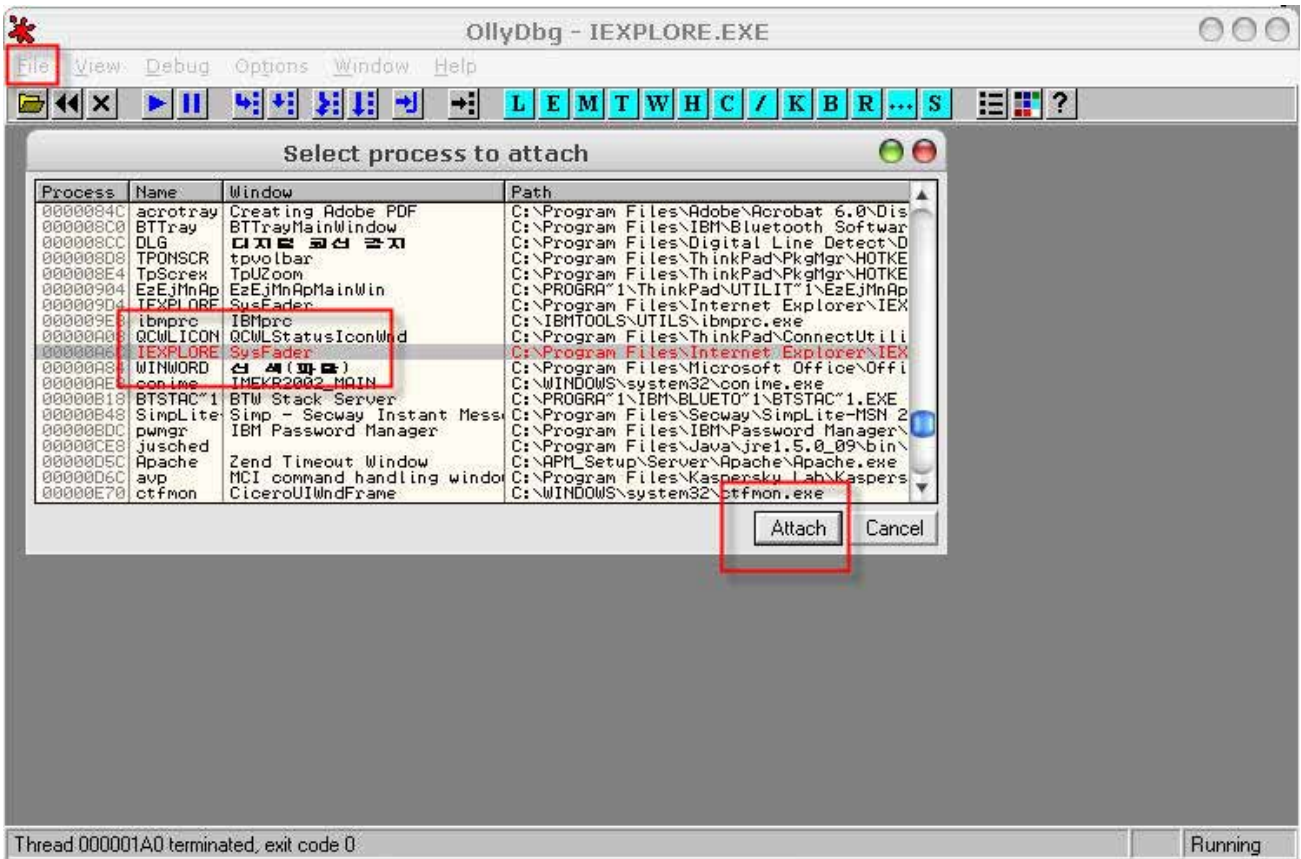 OllyDbg - IEXPLORE.EXE
File View Debug Options Window Help
L E M T W H C / K B R ... S ?
Select process to attach
Process Name Window Path
0000084C acrotray Creating Adobe PDF C:\Program Files\Adobe\Acrobat 6.0\Dis
000008C0 BTTray BTTrayMainWindow C:\Program Files\IBM\Bluetooth Softwar
000008CC DLG C:\Program Files\Digital Line Detect\D
000008D8 TPONSCR tpvolbar C:\Program Files\ThinkPad\PkgMgr\HOTKE
000008E4 TpScrex TpUZoom C:\Program Files\ThinkPad\PkgMgr\HOTKE
00000904 EzEjMnAp EzEjMnApMainWin C:\PROGRA~1\ThinkPad\UTILIT~1\EzEjMnAp
000009D4 IEXPLORE SysFader C:\Program Files\Internet Explorer\IEX
000009E8 ibmprc IBMprc C:\IBMTOOLS\UTILS\ibmprc.exe
00000A08 QCWLICON QCWLStatusIconWnd C:\Program Files\ThinkPad\ConnectUtili
IEXPLORE SysFader C:\Program Files\Internet Explorer\IEX
00000A84 WINWORD C:\Program Files\Microsoft Office\Offi
conime IMEKR2002_MAIN C:\WINDOWS\system32\conime.exe
00000B18 BTSTAC~1 BTW Stack Server C:\PROGRA~1\IBM\BLUETO~1\BTSTAC~1.EXE
00000B48 SimpLite Simp - Secway Instant Mess C:\Program Files\Secway\SimpLite-MSN 2
00000BDC pwmgr IBM Password Manager C:\Program Files\IBM\Password Manager\
00000CE8 jusched C:\Program Files\Java\jre1.5.0_09\bin\
00000D5C Apache Zend Timeout Window C:\APM_Setup\Server\Apache\Apache.exe
00000D6C avp MCI command handling windo C:\Program Files\Kaspersky Lab\Kaspers
00000E70 ctfmon CiceroUIWndFrame C:\WINDOWS\system32\ctfmon.exe
Attach Cancel
Thread 000001A0 terminated, exit code 0 Running